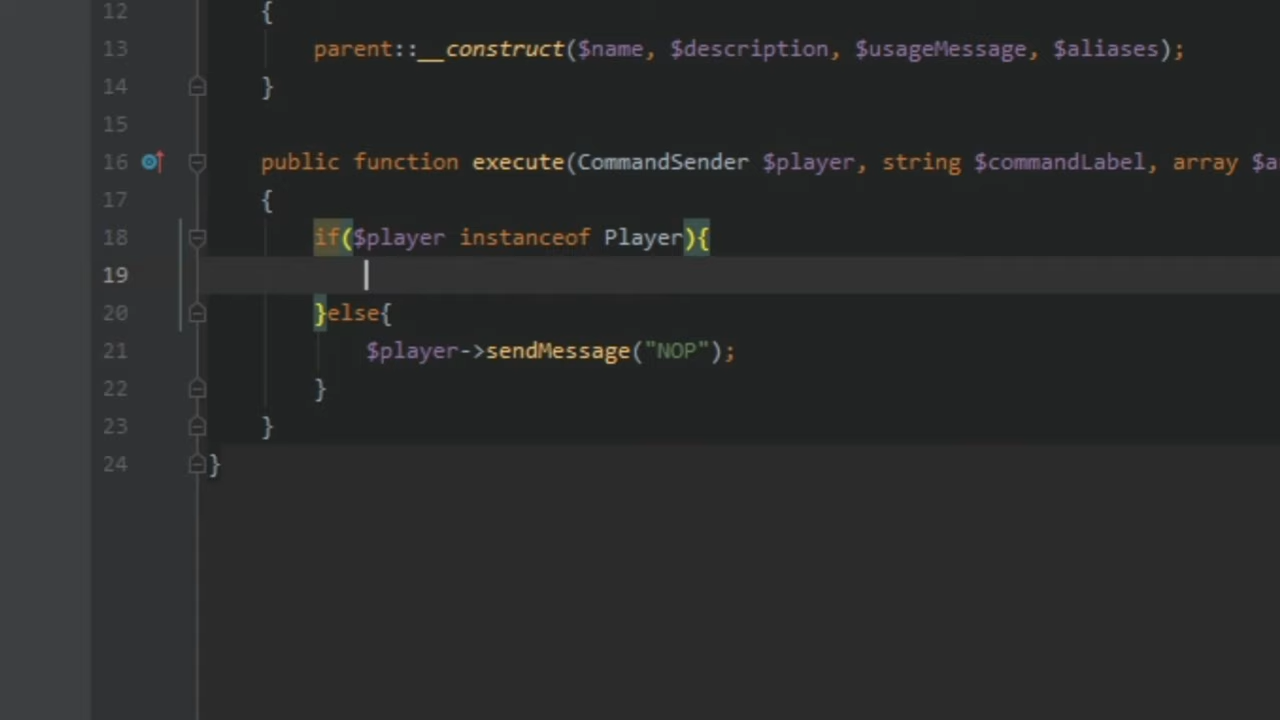 12 {
13 parent::__construct($name, $description, $usageMessage, $aliases);
14 }
15
16 public function execute(CommandSender $player, string $commandLabel, array $a
17 {
18 if($player instanceof Player){
19
20 }else{
21 $player->sendMessage("NOP");
22 }
23 }
24 }